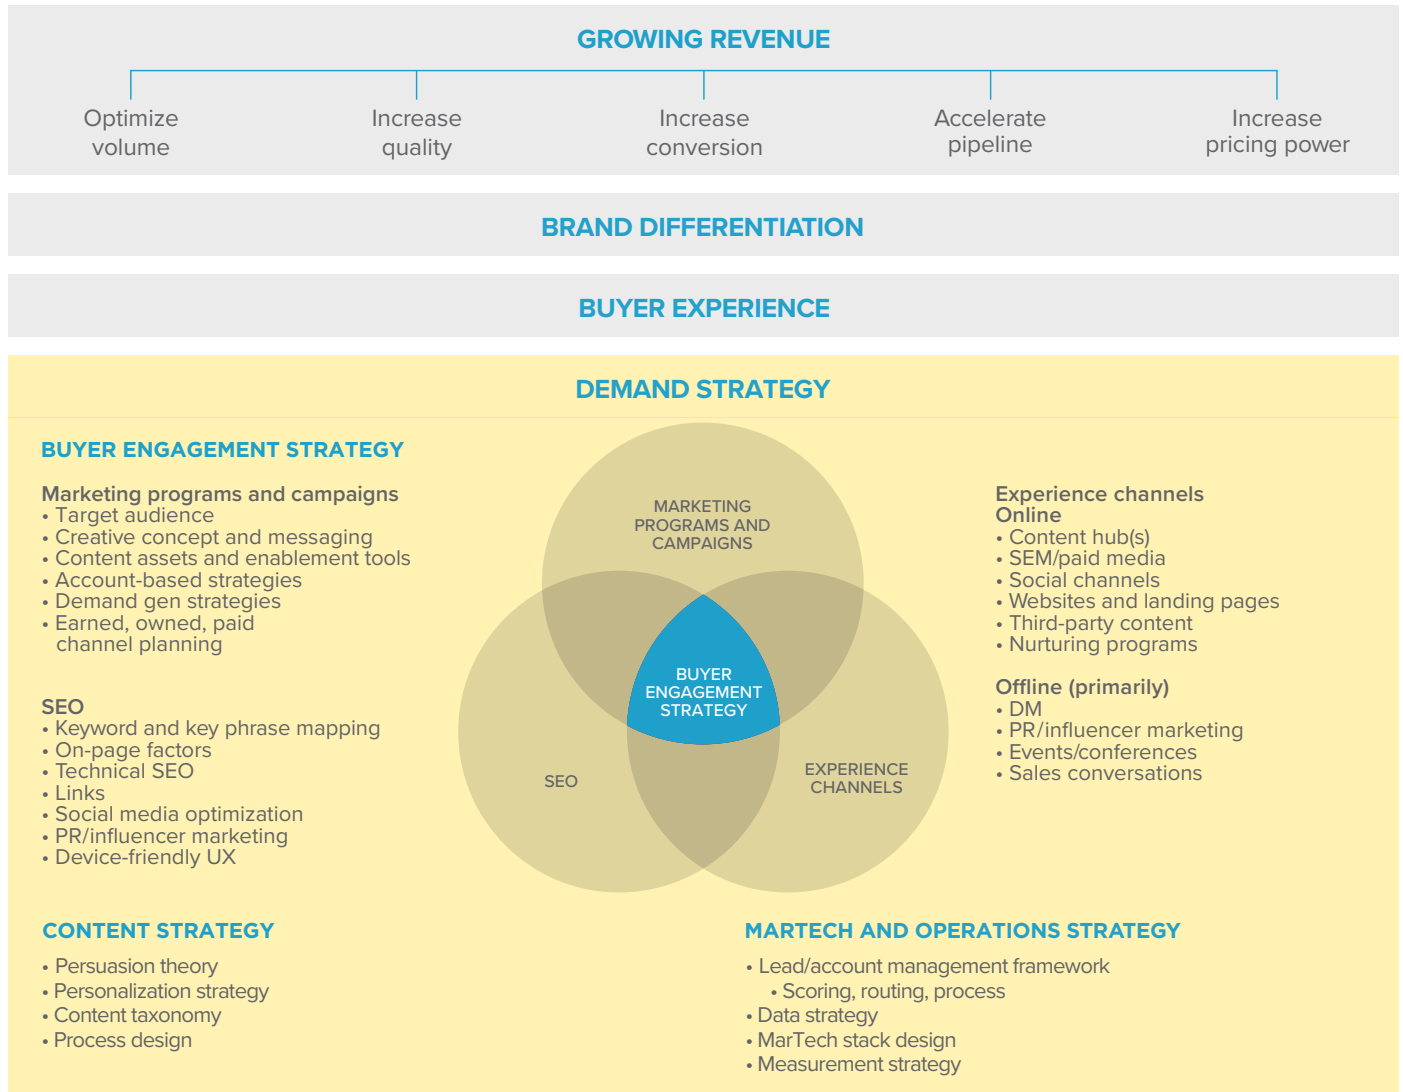 GROWING REVENUE
Optimize
volume
Increase
quality
Increase
conversion
Accelerate
pipeline
Increase
pricing power
BRAND DIFFERENTIATION
BUYER EXPERIENCE
DEMAND STRATEGY
BUYER ENGAGEMENT STRATEGY
Marketing programs and campaigns
• Target audience
• Creative concept and messaging
• Content assets and enablement tools
• Account-based strategies
• Demand gen strategies
• Earned, owned, paid
channel planning
SEO
• Keyword and key phrase mapping
• On-page factors
• Technical SEO
• Links
• Social media optimization
• PR/influencer marketing
• Device-friendly UX
MARKETING
PROGRAMS AND
CAMPAIGNS
BUYER
ENGAGEMENT
STRATEGY
SEO
EXPERIENCE
CHANNELS
Experience channels
Online
• Content hub(s)
• SEM/paid media
• Social channels
• Websites and landing pages
• Third-party content
• Nurturing programs
Offline (primarily)
• DM
• PR/influencer marketing
• Events/conferences
• Sales conversations
CONTENT STRATEGY
• Persuasion theory
• Personalization strategy
• Content taxonomy
• Process design
MARTECH AND OPERATIONS STRATEGY
• Lead/account management framework
• Scoring, routing, process
• Data strategy
• MarTech stack design
• Measurement strategy